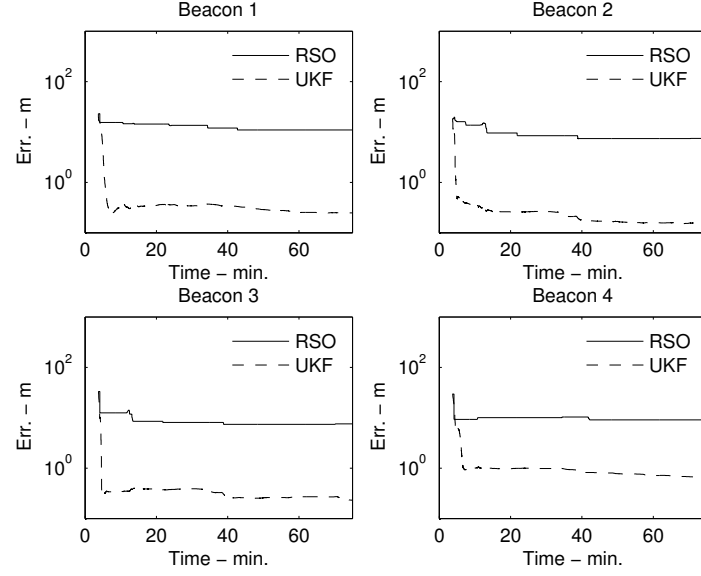 Beacon 1
Err. – m
10^2
10^0
RSO
UKF
0 20 40 60
Time – min.
Beacon 2
Err. – m
10^2
10^0
RSO
UKF
0 20 40 60
Time – min.
Beacon 3
Err. – m
10^2
10^0
RSO
UKF
0 20 40 60
Time – min.
Beacon 4
Err. – m
10^2
10^0
RSO
UKF
0 20 40 60
Time – min.